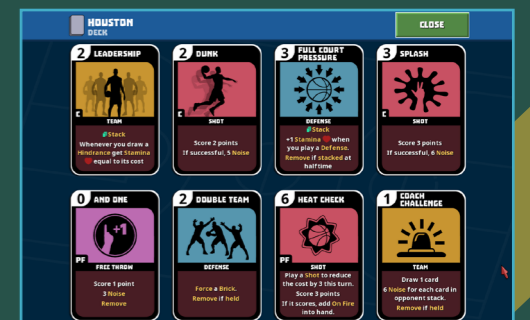 HOUSTON
DECK
CLOSE
2 LEADERSHIP
C
TEAM
Stack
Whenever you draw a
Hindrance get Stamina
equal to its cost
2 DUNK
C
SHOT
Score 2 points
If successful, 5 Noise
3 FULL COURT
PRESSURE
DEFENSE
Stack
+1 Stamina when
you play a Defense.
Remove if stacked at
halftime
3 SPLASH
C
SHOT
Score 3 points
If successful, 6 Noise
0 AND ONE
+1
PF
FREE THROW
Score 1 point
3 Noise
Remove
2 DOUBLE TEAM
DEFENSE
Force a Brick.
Remove if held
6 HEAT CHECK
PF
SHOT
Play a Shot to reduce
the cost by 3 this turn.
Score 3 points
If it scores, add On Fire
into hand.
1 COACH
CHALLENGE
TEAM
Draw 1 card
6 Noise for each card in
opponent stack.
Remove if held